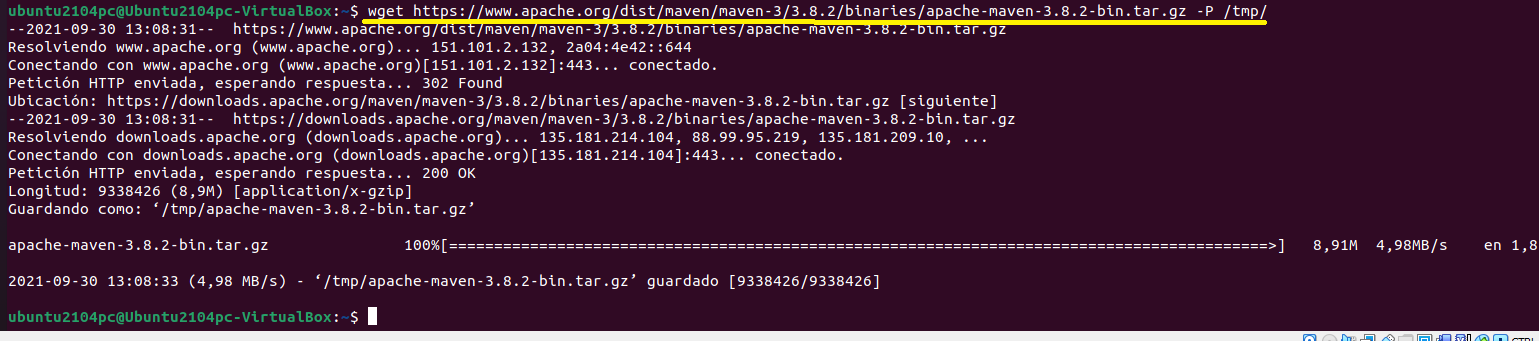 ubuntu2104pc@Ubuntu2104pc-VirtualBox:~$ wget https://www.apache.org/dist/maven/maven-3/3.8.2/binaries/apache-maven-3.8.2-bin.tar.gz -P /tmp/
--2021-09-30 13:08:31--  https://www.apache.org/dist/maven/maven-3/3.8.2/binaries/apache-maven-3.8.2-bin.tar.gz
Resolviendo www.apache.org (www.apache.org)... 151.101.2.132, 2a04:4e42::644
Conectando con www.apache.org (www.apache.org)[151.101.2.132]:443... conectado.
Petición HTTP enviada, esperando respuesta... 302 Found
Ubicación: https://downloads.apache.org/maven/maven-3/3.8.2/binaries/apache-maven-3.8.2-bin.tar.gz [siguiente]
--2021-09-30 13:08:31--  https://downloads.apache.org/maven/maven-3/3.8.2/binaries/apache-maven-3.8.2-bin.tar.gz
Resolviendo downloads.apache.org (downloads.apache.org)... 135.181.214.104, 88.99.95.219, 135.181.209.10, ...
Conectando con downloads.apache.org (downloads.apache.org)[135.181.214.104]:443... conectado.
Petición HTTP enviada, esperando respuesta... 200 OK
Longitud: 9338426 (8,9M) [application/x-gzip]
Guardando como: ‘/tmp/apache-maven-3.8.2-bin.tar.gz’
apache-maven-3.8.2-bin.tar.gz 100%[===========================================================================================>] 8,91M 4,98MB/s en 1,8
2021-09-30 13:08:33 (4,98 MB/s) - ‘/tmp/apache-maven-3.8.2-bin.tar.gz’ guardado [9338426/9338426]
ubuntu2104pc@Ubuntu2104pc-VirtualBox:~$